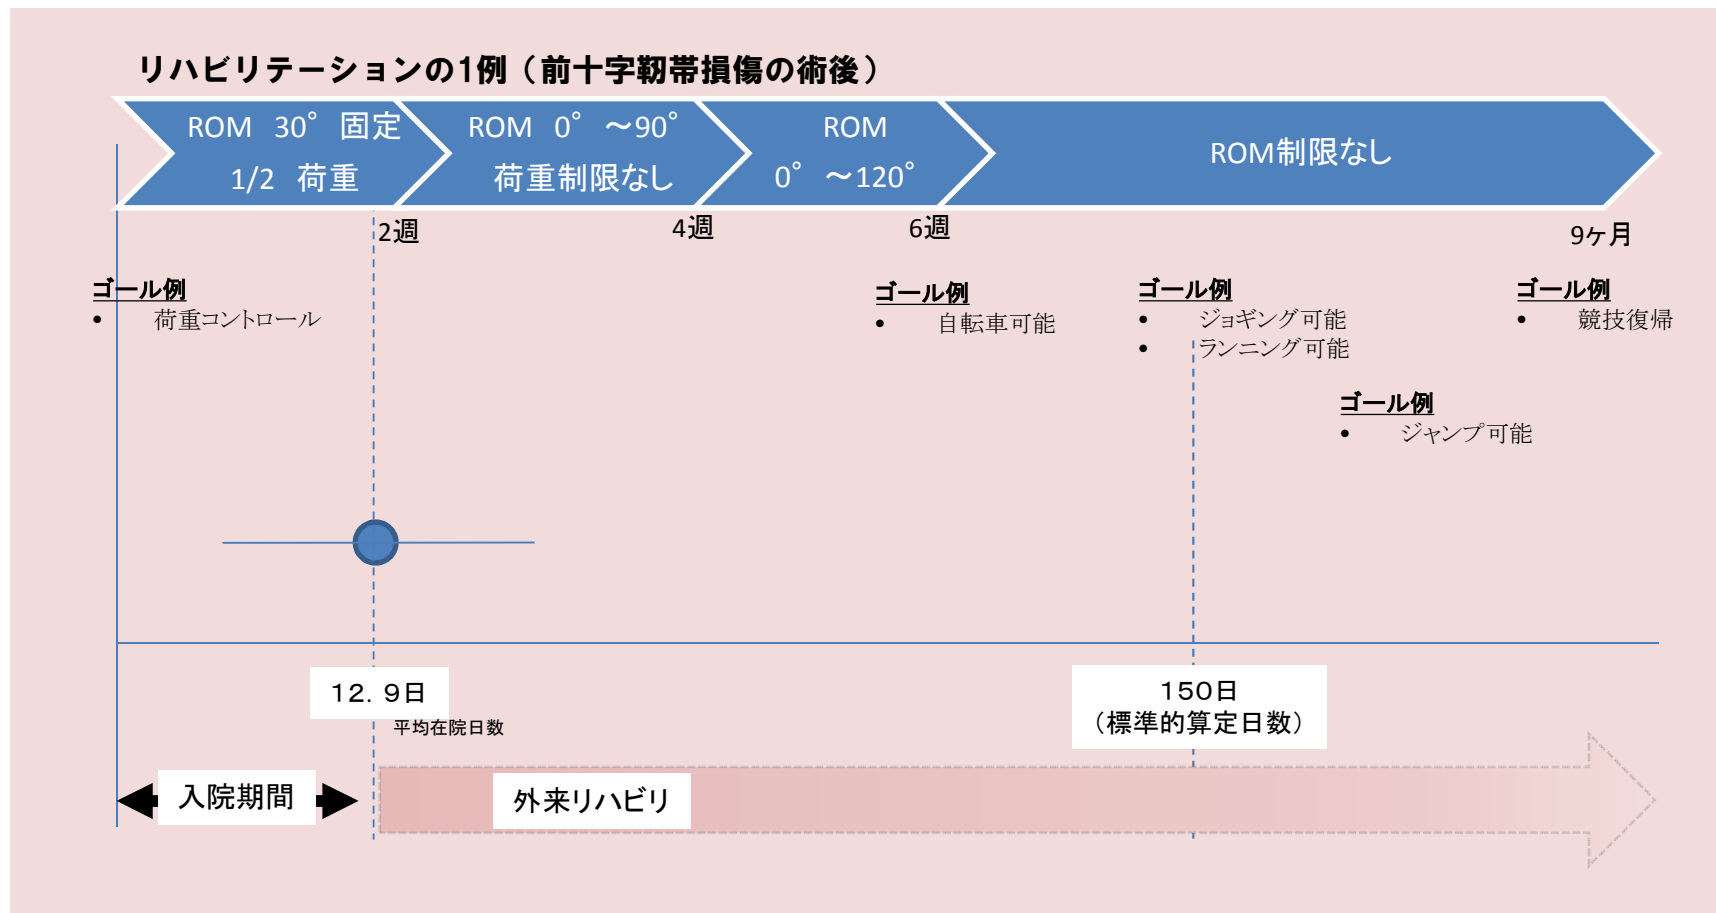 リハビリテーションの1例（前十字靭帯損傷の術後）
ROM 30° 固定
1/2 荷重
ROM 0° ～90°
荷重制限なし
ROM
0° ～120°
ROM制限なし
2週
4週
6週
9ヶ月
ゴール例
• 荷重コントロール
ゴール例
• 自転車可能
ゴール例
• ジョギング可能
• ランニング可能
ゴール例
• 競技復帰
ゴール例
• ジャンプ可能
12．9日
平均在院日数
150日
（標準的算定日数）
入院期間
外来リハビリ